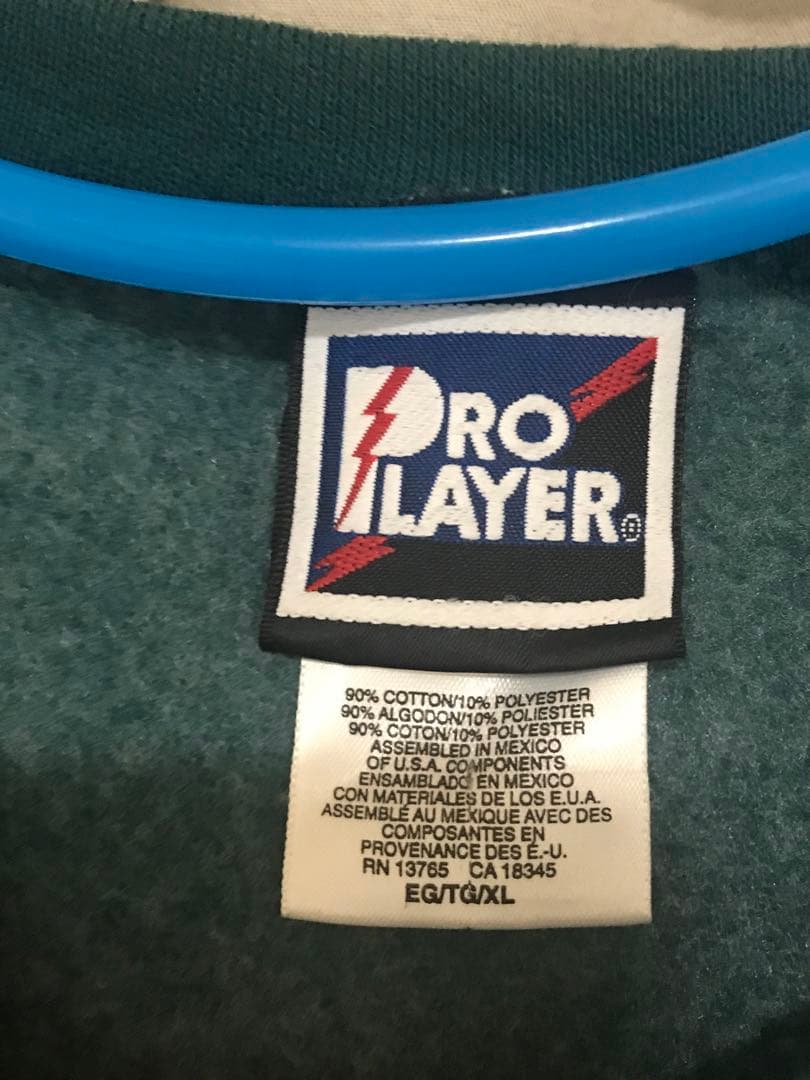 PRO
PLAYER®
90% COTTON/10% POLYESTER
90% ALGODON/10% POLIESTER
90% COTON/10% POLYESTER
ASSEMBLED IN MEXICO
OF U.S.A. COMPONENTS
ENSAMBLADO EN MEXICO
CON MATERIALES DE LOS E.U.A.
ASSEMBLÉ AU MEXIQUE AVEC DES
COMPOSANTES EN
PROVENANCE DES É.-U.
RN 13765 CA 18345
EG/TG/XL